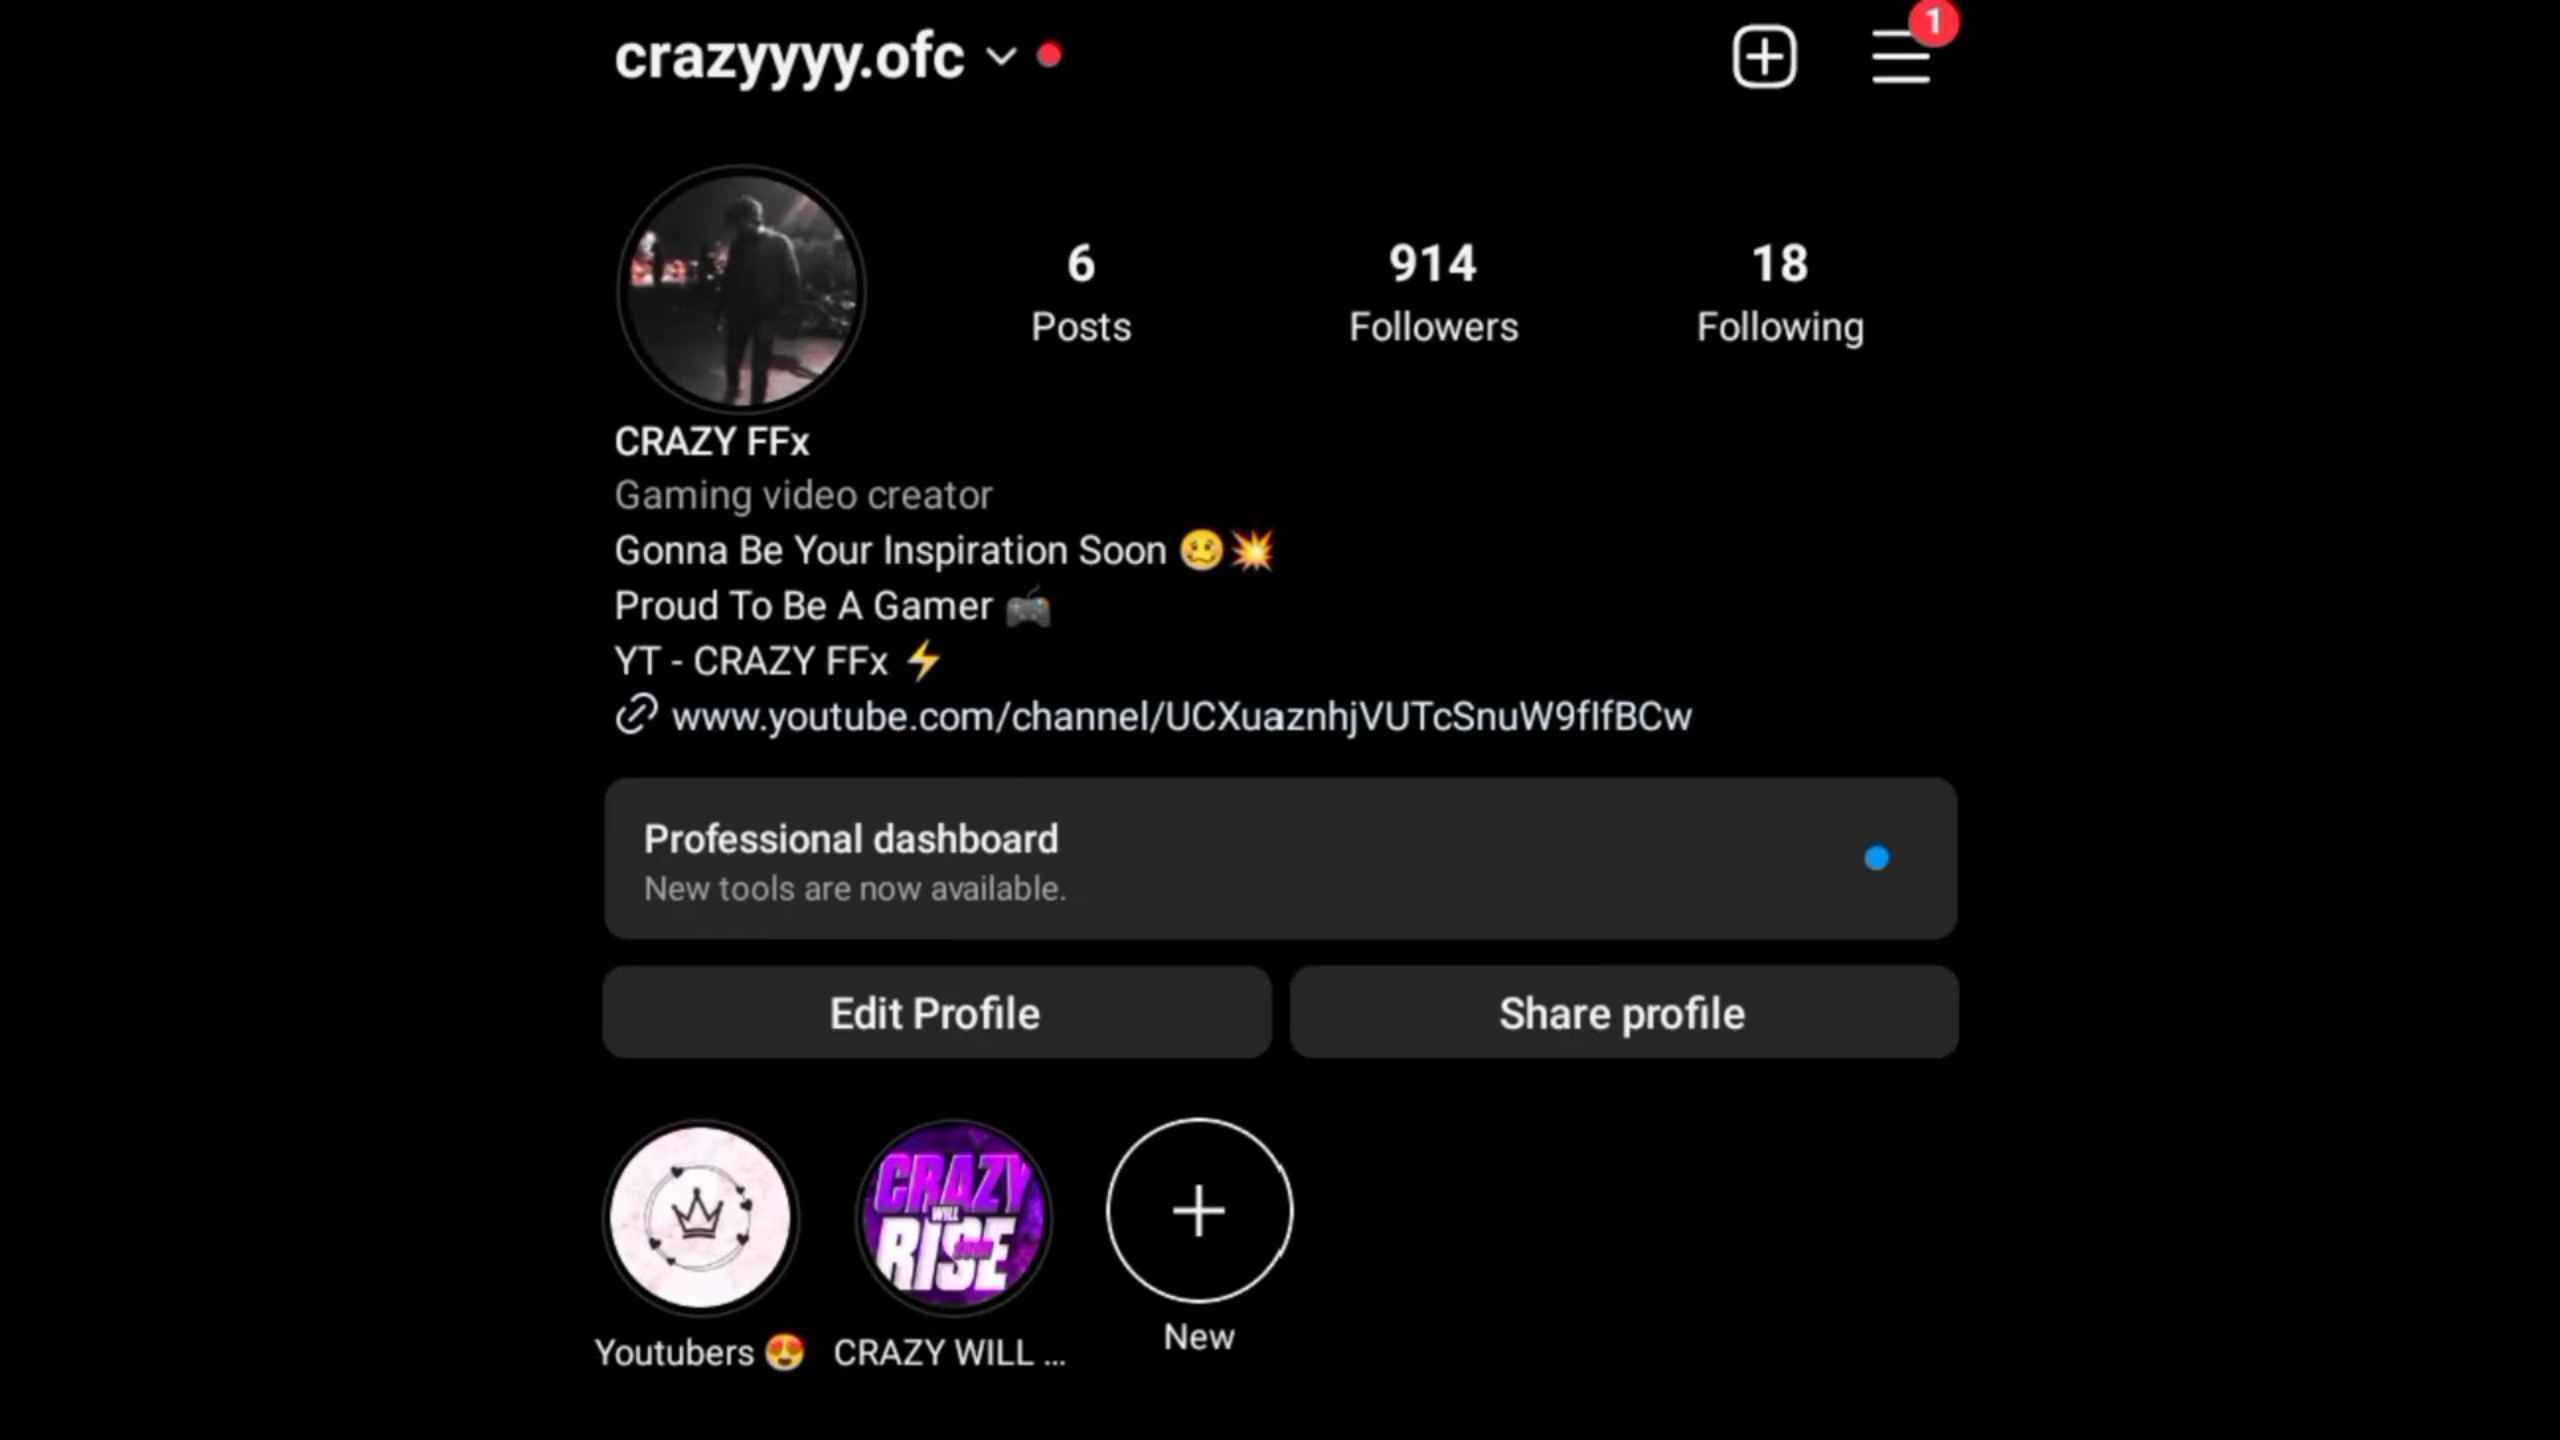 crazyyyy.ofc
1
6
Posts
914
Followers
18
Following
CRAZY FFx
Gaming video creator
Gonna Be Your Inspiration Soon 🥴💥
Proud To Be A Gamer 🎮
YT - CRAZY FFx ⚡
www.youtube.com/channel/UCXuaznhjVUTcSnuW9fIfBCw
Professional dashboard
New tools are now available.
Edit Profile
Share profile
CRAZY
WILL
RISE
Youtubers 😍
CRAZY WILL ...
New